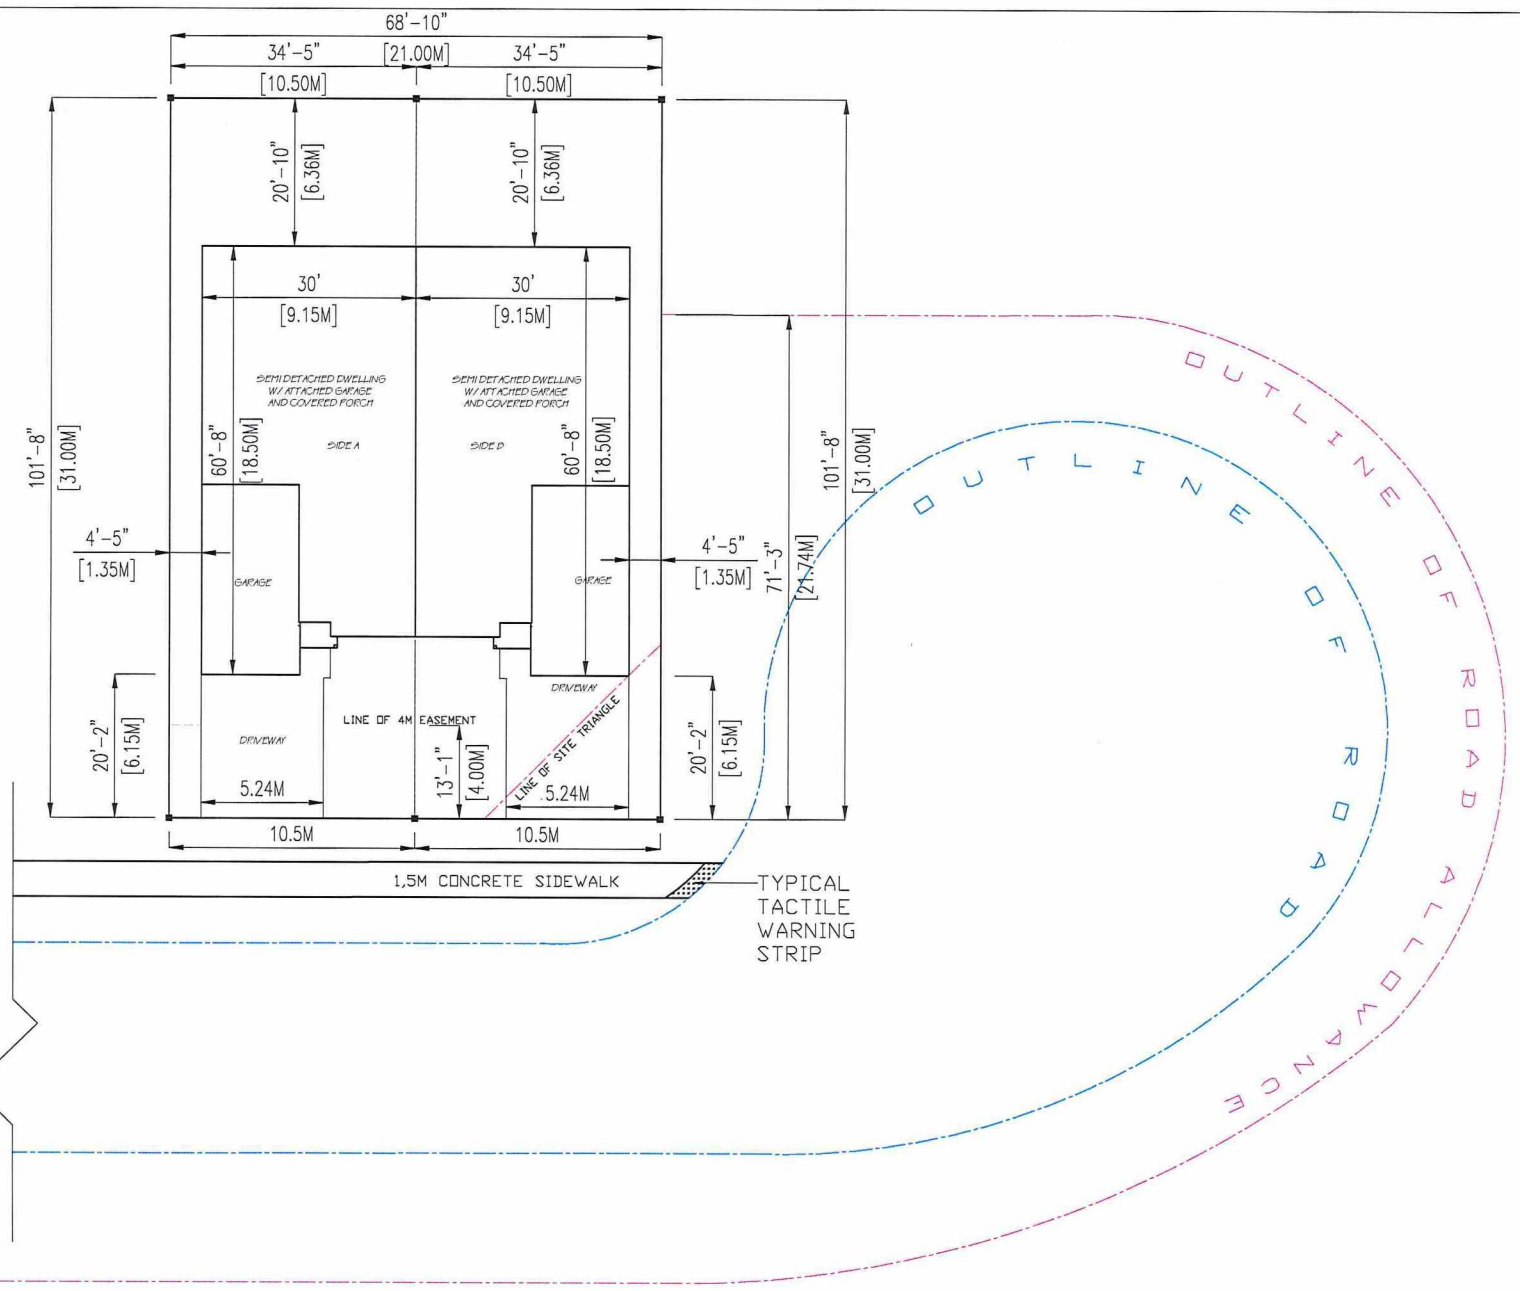 68'-10"
[21.00M]
34'-5"
[10.50M]
34'-5"
[10.50M]
20'-10"
[6.36M]
20'-10"
[6.36M]
30'
[9.15M]
30'
[9.15M]
SEMI DETACHED DWELLING
W/ ATTACHED GARAGE
AND COVERED PORCH
SIDE A
SEMI DETACHED DWELLING
W/ ATTACHED GARAGE
AND COVERED PORCH
SIDE B
101'-8"
[31.00M]
60'-8"
[18.50M]
60'-8"
[18.50M]
101'-8"
[31.00M]
4'-5"
[1.35M]
4'-5"
[1.35M]
71'-3"
[21.74M]
GARAGE
GARAGE
20'-2"
[6.15M]
DRIVEWAY
LINE OF 4M EASEMENT
13'-1"
[4.00M]
DRIVEWAY
LINE OF SITE TRIANGLE
20'-2"
[6.15M]
5.24M
5.24M
10.5M
10.5M
1,5M CONCRETE SIDEWALK
TYPICAL
TACTILE
WARNING
STRIP
OUTLINE OF ROAD
OUTLINE OF ROAD ALLOWANCE